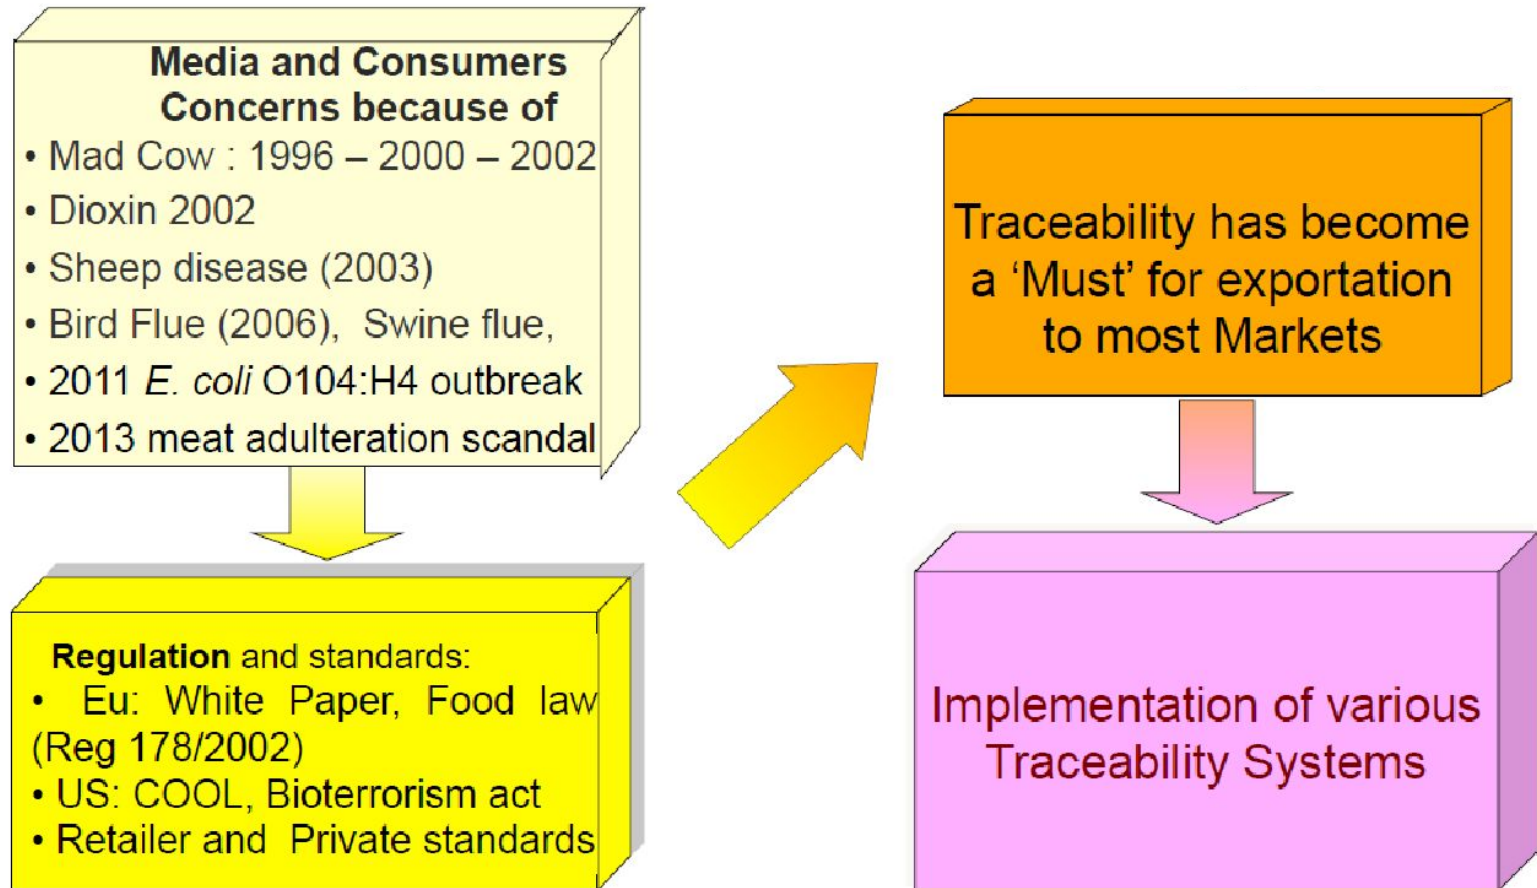 Media and Consumers
Concerns because of
• Mad Cow : 1996 – 2000 – 2002
• Dioxin 2002
• Sheep disease (2003)
• Bird Flue (2006), Swine flue,
• 2011 E. coli O104:H4 outbreak
• 2013 meat adulteration scandal
Regulation and standards:
• Eu: White Paper, Food law
(Reg 178/2002)
• US: COOL, Bioterrorism act
• Retailer and Private standards
Traceability has become
a ‘Must’ for exportation
to most Markets
Implementation of various
Traceability Systems